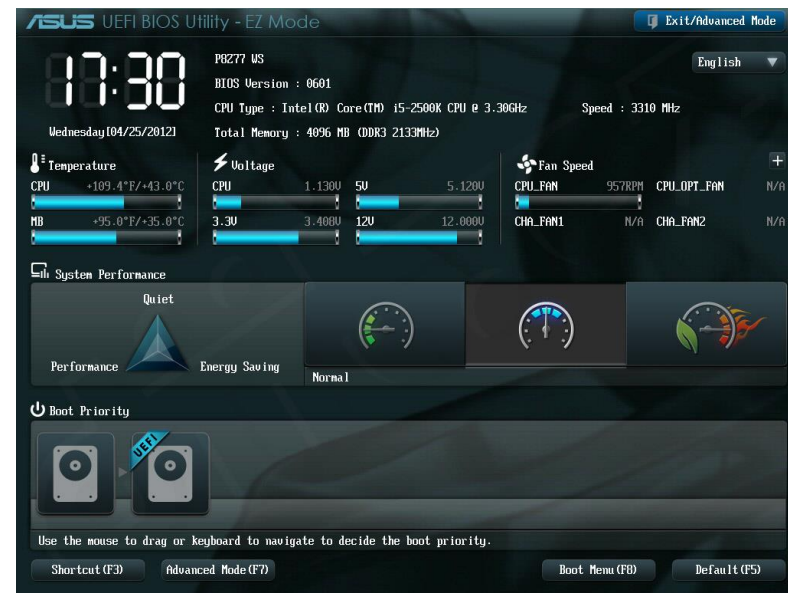 ASUS UEFI BIOS Utility - EZ Mode
Exit/Advanced Mode
17:30
Wednesday[04/25/2012]
P8Z77 WS
BIOS Version : 0601
CPU Type : Intel(R) Core(TM) i5-2500K CPU @ 3.30GHz Speed : 3310 MHz
Total Memory : 4096 MB (DDR3 2133MHz)
English
Temperature
CPU +109.4°F/+43.0°C
MB +95.0°F/+35.0°C
Voltage
CPU 1.130V 5V 5.120V
3.3V 3.408V 12V 12.000V
Fan Speed
CPU_FAN 957RPM CPU_OPT_FAN N/A
CHA_FAN1 N/A CHA_FAN2 N/A
System Performance
Quiet
Performance Energy Saving
Normal
Boot Priority
UEFI
Use the mouse to drag or keyboard to navigate to decide the boot priority.
Shortcut(F3) Advanced Mode(F7) Boot Menu(F8) Default(F5)